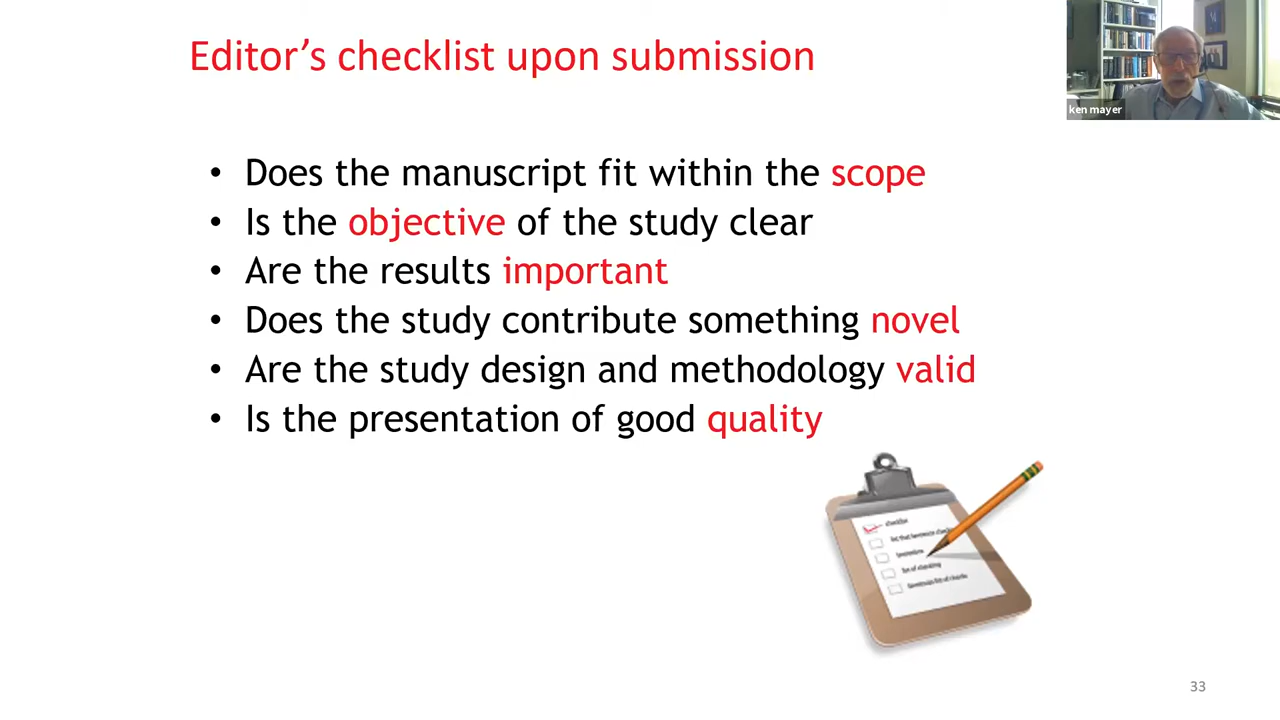 Editor’s checklist upon submission
ken mayer
• Does the manuscript fit within the scope
• Is the objective of the study clear
• Are the results important
• Does the study contribute something novel
• Are the study design and methodology valid
• Is the presentation of good quality
checklist
33